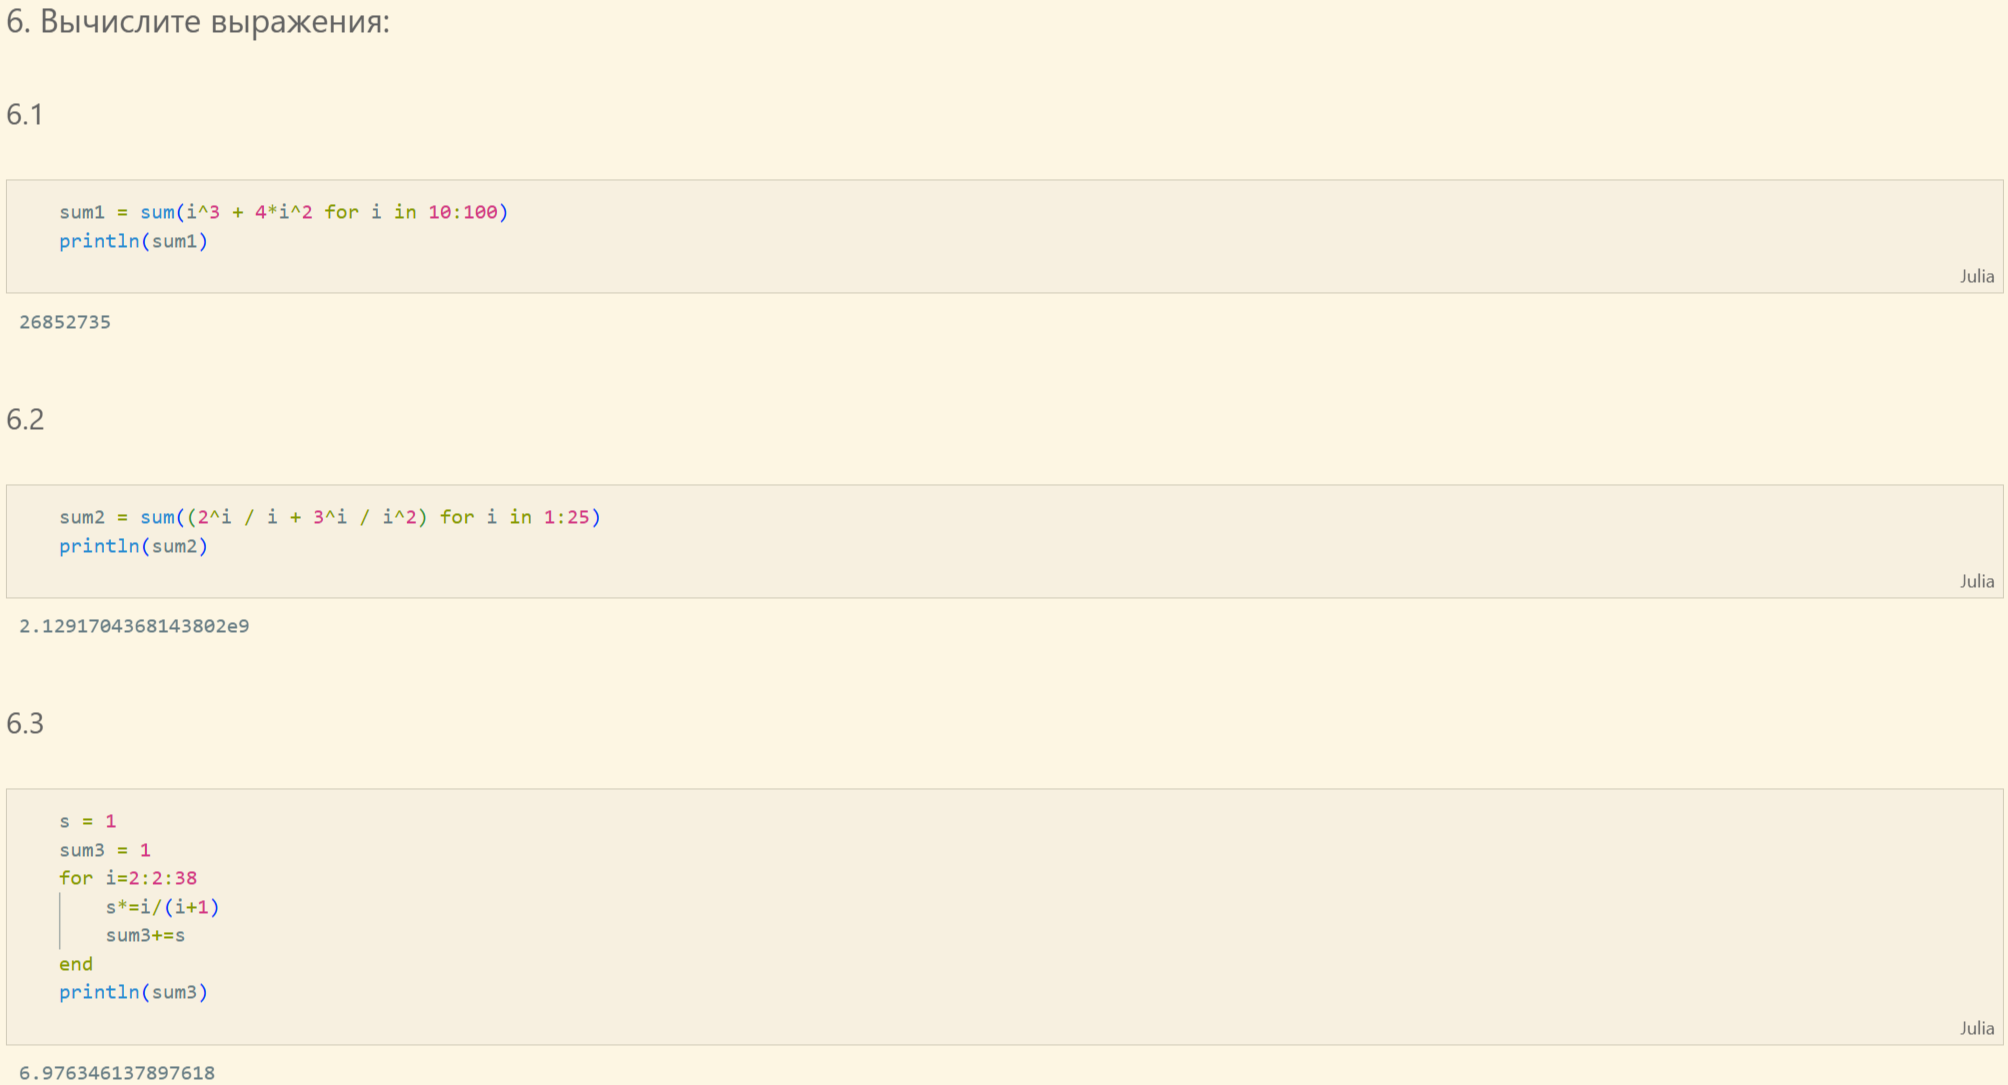 6. Вычислите выражения:
6.1
sum1 = sum(i^3 + 4*i^2 for i in 10:100)
println(sum1)
Julia
26852735
6.2
sum2 = sum((2^i / i + 3^i / i^2) for i in 1:25)
println(sum2)
Julia
2.1291704368143802e9
6.3
s = 1
sum3 = 1
for i=2:2:38
    s*=i/(i+1)
    sum3+=s
end
println(sum3)
Julia
6.976346137897618